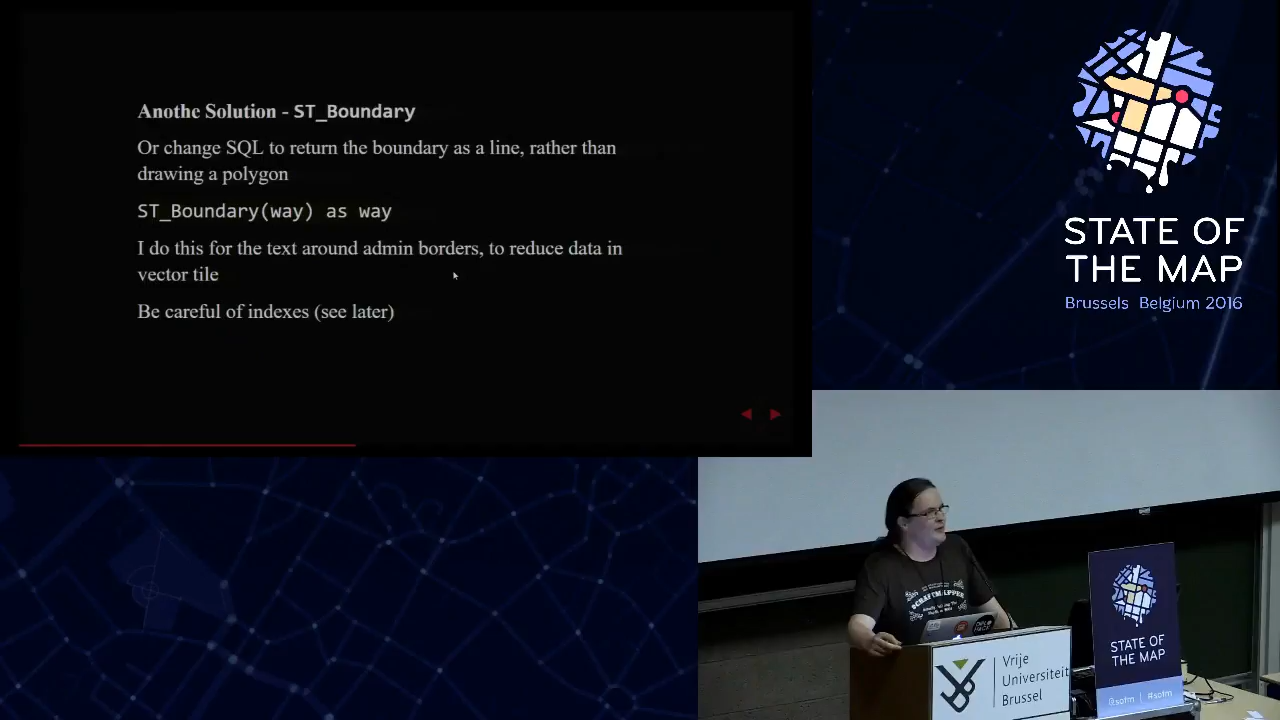 Anothe Solution - ST_Boundary
Or change SQL to return the boundary as a line, rather than
drawing a polygon
ST_Boundary(way) as way
I do this for the text around admin borders, to reduce data in
vector tile
Be careful of indexes (see later)
STATE OF
THE MAP
Brussels Belgium 2016
Vrije
Universiteit
Brussel
STATE OF
THE MAP
@sotm | #sotm